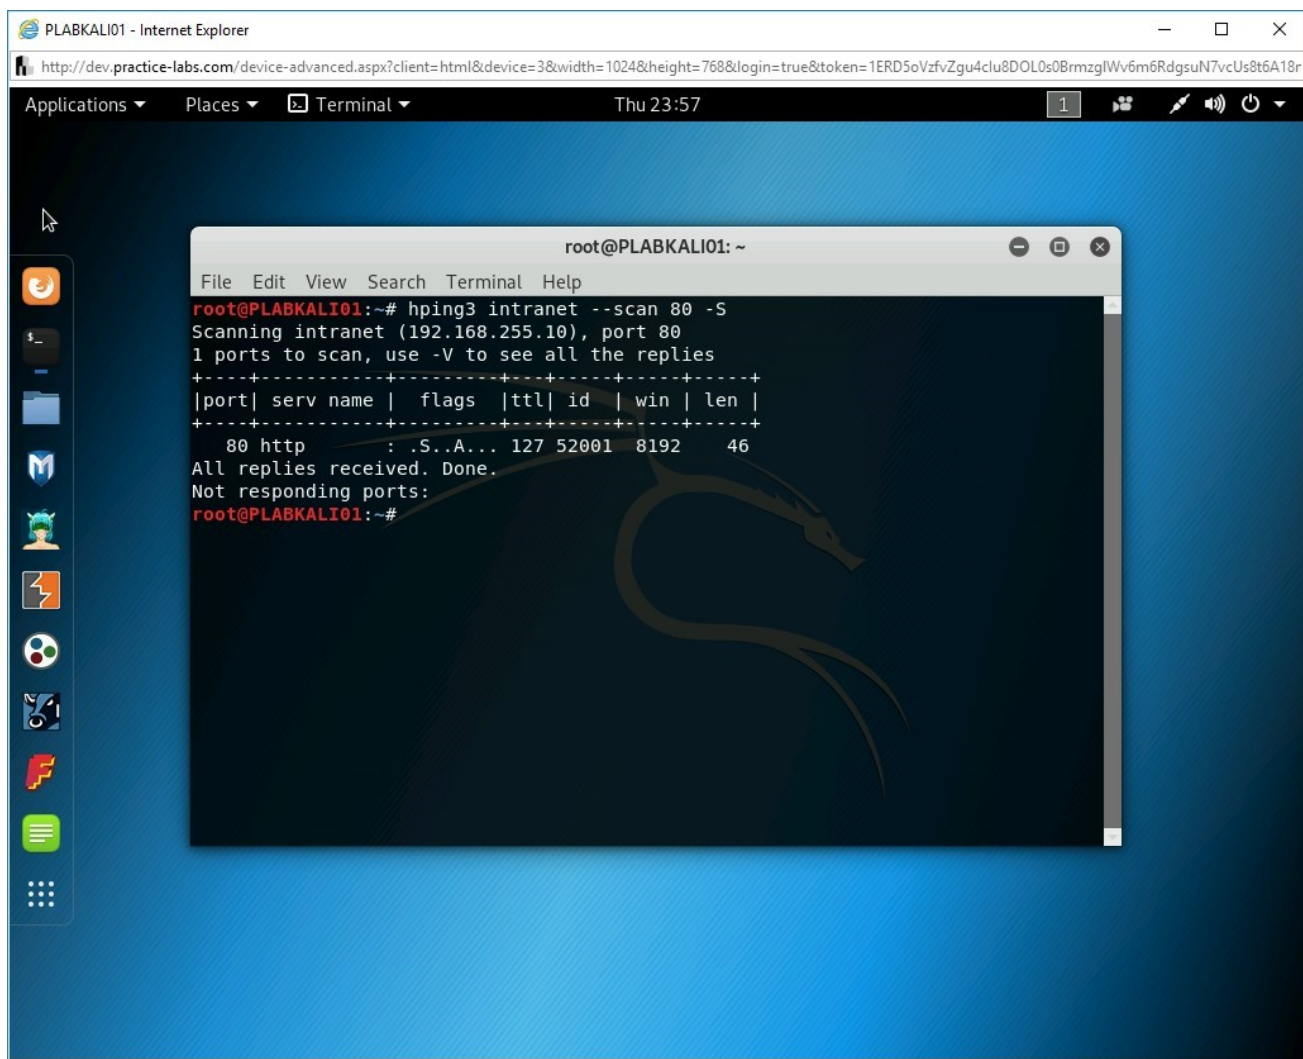 PLABKALI01 - Internet Explorer
http://dev.practice-labs.com/device-advanced.aspx?client=html&device=3&width=1024&height=768&login=true&token=
Applications Places Terminal Thu 23:57 1
root@PLABKALI01: ~
File Edit View Search Terminal Help
root@PLABKALI01:~# hping3 intranet --scan 80 -S
Scanning intranet (192.168.255.10), port 80
1 ports to scan, use -V to see all the replies
+----+-----------+---------+---+-----+-----+-----+
|port| serv name |  flags  |ttl| id  | win | len |
+----+-----------+---------+---+-----+-----+-----+
   80 http       : .S..A... 127 52001  8192    46
All replies received. Done.
Not responding ports:
root@PLABKALI01:~#